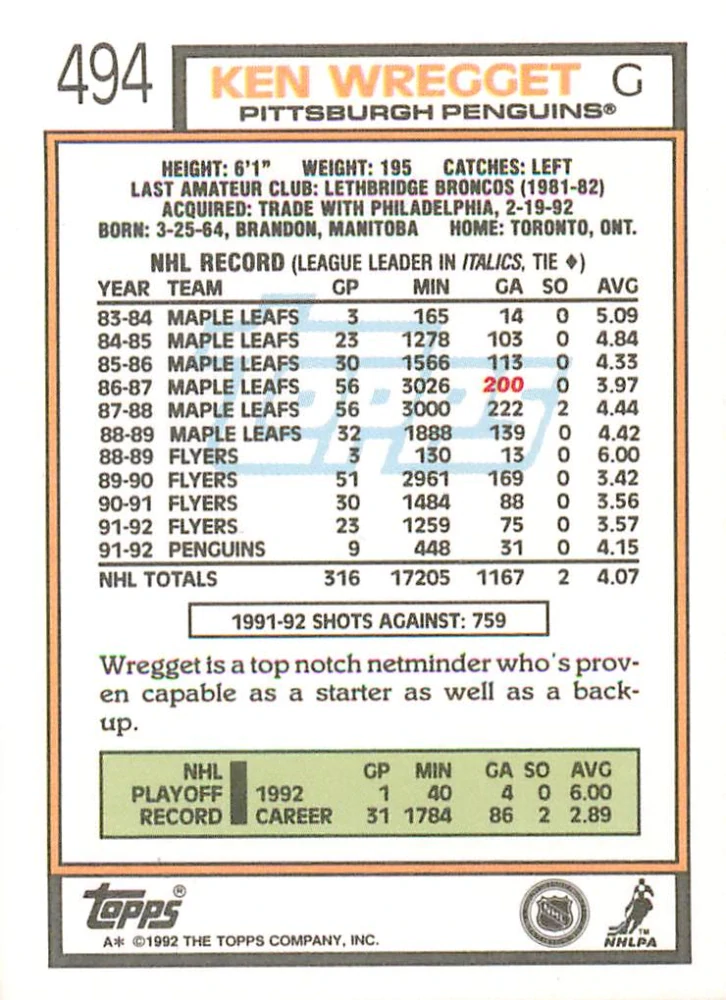 494
KEN WREGGET G
PITTSBURGH PENGUINS®
HEIGHT: 6'1" WEIGHT: 195 CATCHES: LEFT
LAST AMATEUR CLUB: LETHBRIDGE BRONCOS (1981-82)
ACQUIRED: TRADE WITH PHILADELPHIA, 2-19-92
BORN: 3-25-64, BRANDON, MANITOBA HOME: TORONTO, ONT.
NHL RECORD (LEAGUE LEADER IN ITALICS, TIE ♦)
YEAR TEAM GP MIN GA SO AVG
83-84 MAPLE LEAFS 3 165 14 0 5.09
84-85 MAPLE LEAFS 23 1278 103 0 4.84
85-86 MAPLE LEAFS 30 1566 113 0 4.33
86-87 MAPLE LEAFS 56 3026 200 0 3.97
87-88 MAPLE LEAFS 56 3000 222 2 4.44
88-89 MAPLE LEAFS 32 1888 139 0 4.42
88-89 FLYERS 3 130 13 0 6.00
89-90 FLYERS 51 2961 169 0 3.42
90-91 FLYERS 30 1484 88 0 3.56
91-92 FLYERS 23 1259 75 0 3.57
91-92 PENGUINS 9 448 31 0 4.15
NHL TOTALS 316 17205 1167 2 4.07
topps
1991-92 SHOTS AGAINST: 759
Wregget is a top notch netminder who's prov-
en capable as a starter as well as a back-
up.
NHL GP MIN GA SO AVG
PLAYOFF 1992 1 40 4 0 6.00
RECORD CAREER 31 1784 86 2 2.89
topps®
A* ©1992 THE TOPPS COMPANY, INC.
NHL
™
NHLPA